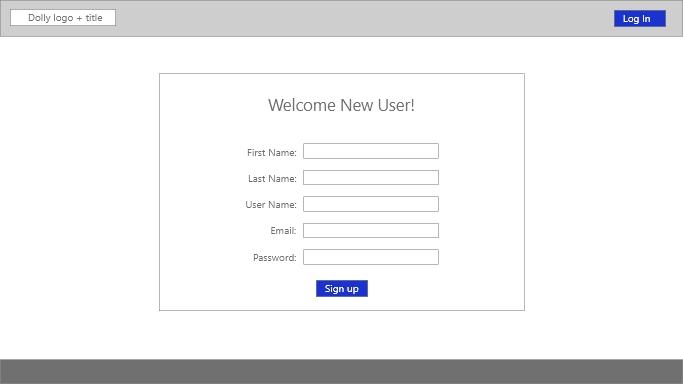 Dolly logo + title
Log In
Welcome New User!
First Name:
Last Name:
User Name:
Email:
Password:
Sign up